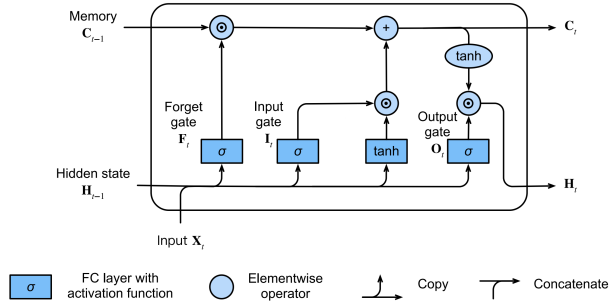 Memory
C_{t-1}
C_t
+
tanh
Forget
gate
F_t
Input
gate
I_t
Output
gate
O_t
σ
σ
tanh
σ
Hidden state
H_{t-1}
H_t
Input X_t
σ
FC layer with
activation function
Elementwise
operator
Copy
Concatenate